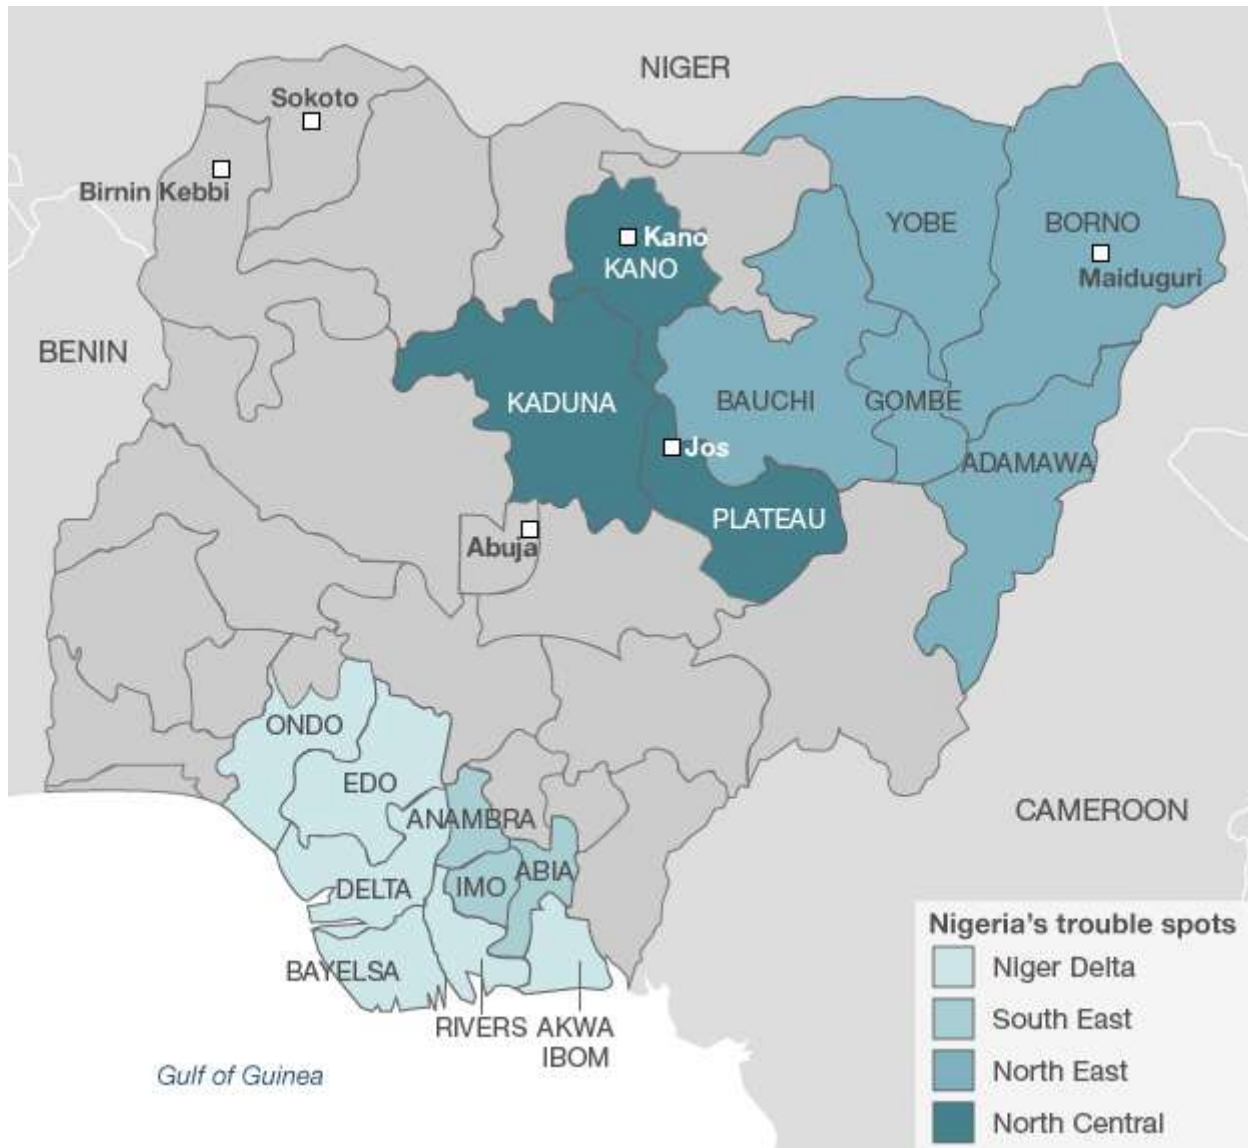 NIGER
Sokoto
Birnin Kebbi
Kano
KANO
YOBE
BORNO
Maiduguri
BENIN
KADUNA
BAUCHI
GOMBE
Jos
ADAMAWA
PLATEAU
Abuja
ONDO
EDO
ANAMBRA
CAMEROON
DELTA
IMO
ABIA
BAYELSA
RIVERS
AKWA
IBOM
Gulf of Guinea
Nigeria's trouble spots
Niger Delta
South East
North East
North Central